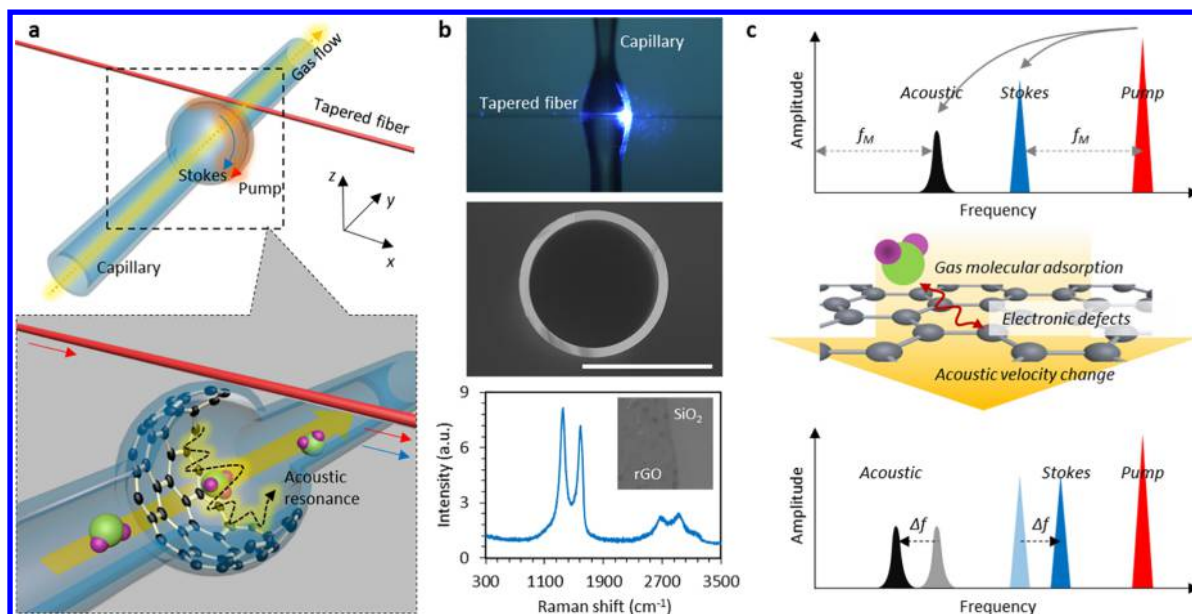 a
Gas flow
Tapered fiber
Stokes
Pump
z
y
x
Capillary
Acoustic
resonance
b
Capillary
Tapered fiber
9
6
3
0
Intensity (a.u.)
SiO2
rGO
300 1100 1900 2700 3500
Raman shift (cm-1)
c
Amplitude
Acoustic Stokes Pump
fM fM
Frequency
Gas molecular adsorption
Electronic defects
Acoustic velocity change
Amplitude
Acoustic Stokes Pump
Δf Δf
Frequency